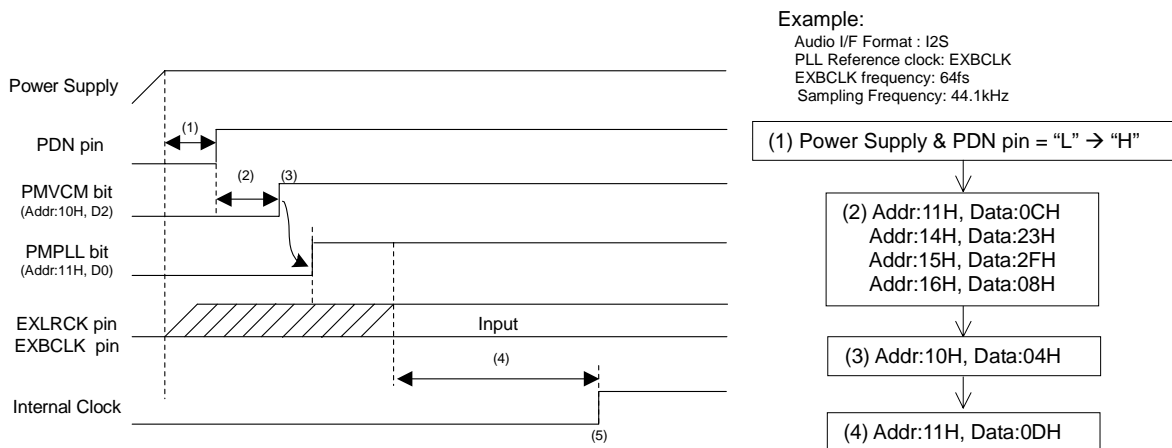 Example:
Audio I/F Format : I2S
PLL Reference clock: EXBCLK
EXBCLK frequency: 64fs
Sampling Frequency: 44.1kHz
Power Supply
(1)
PDN pin
(2)
(3)
PMVCM bit
(Addr:10H, D2)
PMPLL bit
(Addr:11H, D0)
EXLRCK pin
EXBCLK pin
Input
(4)
Internal Clock
(5)
(1) Power Supply & PDN pin = “L” → “H”
(2) Addr:11H, Data:0CH
Addr:14H, Data:23H
Addr:15H, Data:2FH
Addr:16H, Data:08H
(3) Addr:10H, Data:04H
(4) Addr:11H, Data:0DH